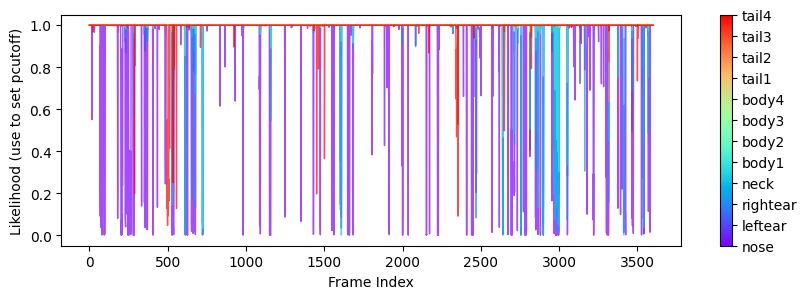 Likelihood (use to set pcutoff)
1.0
0.8
0.6
0.4
0.2
0.0
0 500 1000 1500 2000 2500 3000 3500
Frame Index
tail4
tail3
tail2
tail1
body4
body3
body2
body1
neck
rightear
leftear
nose